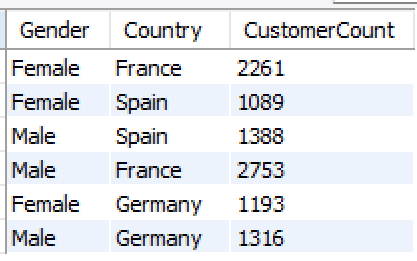 Gender Country CustomerCount
Female France 2261
Female Spain 1089
Male Spain 1388
Male France 2753
Female Germany 1193
Male Germany 1316